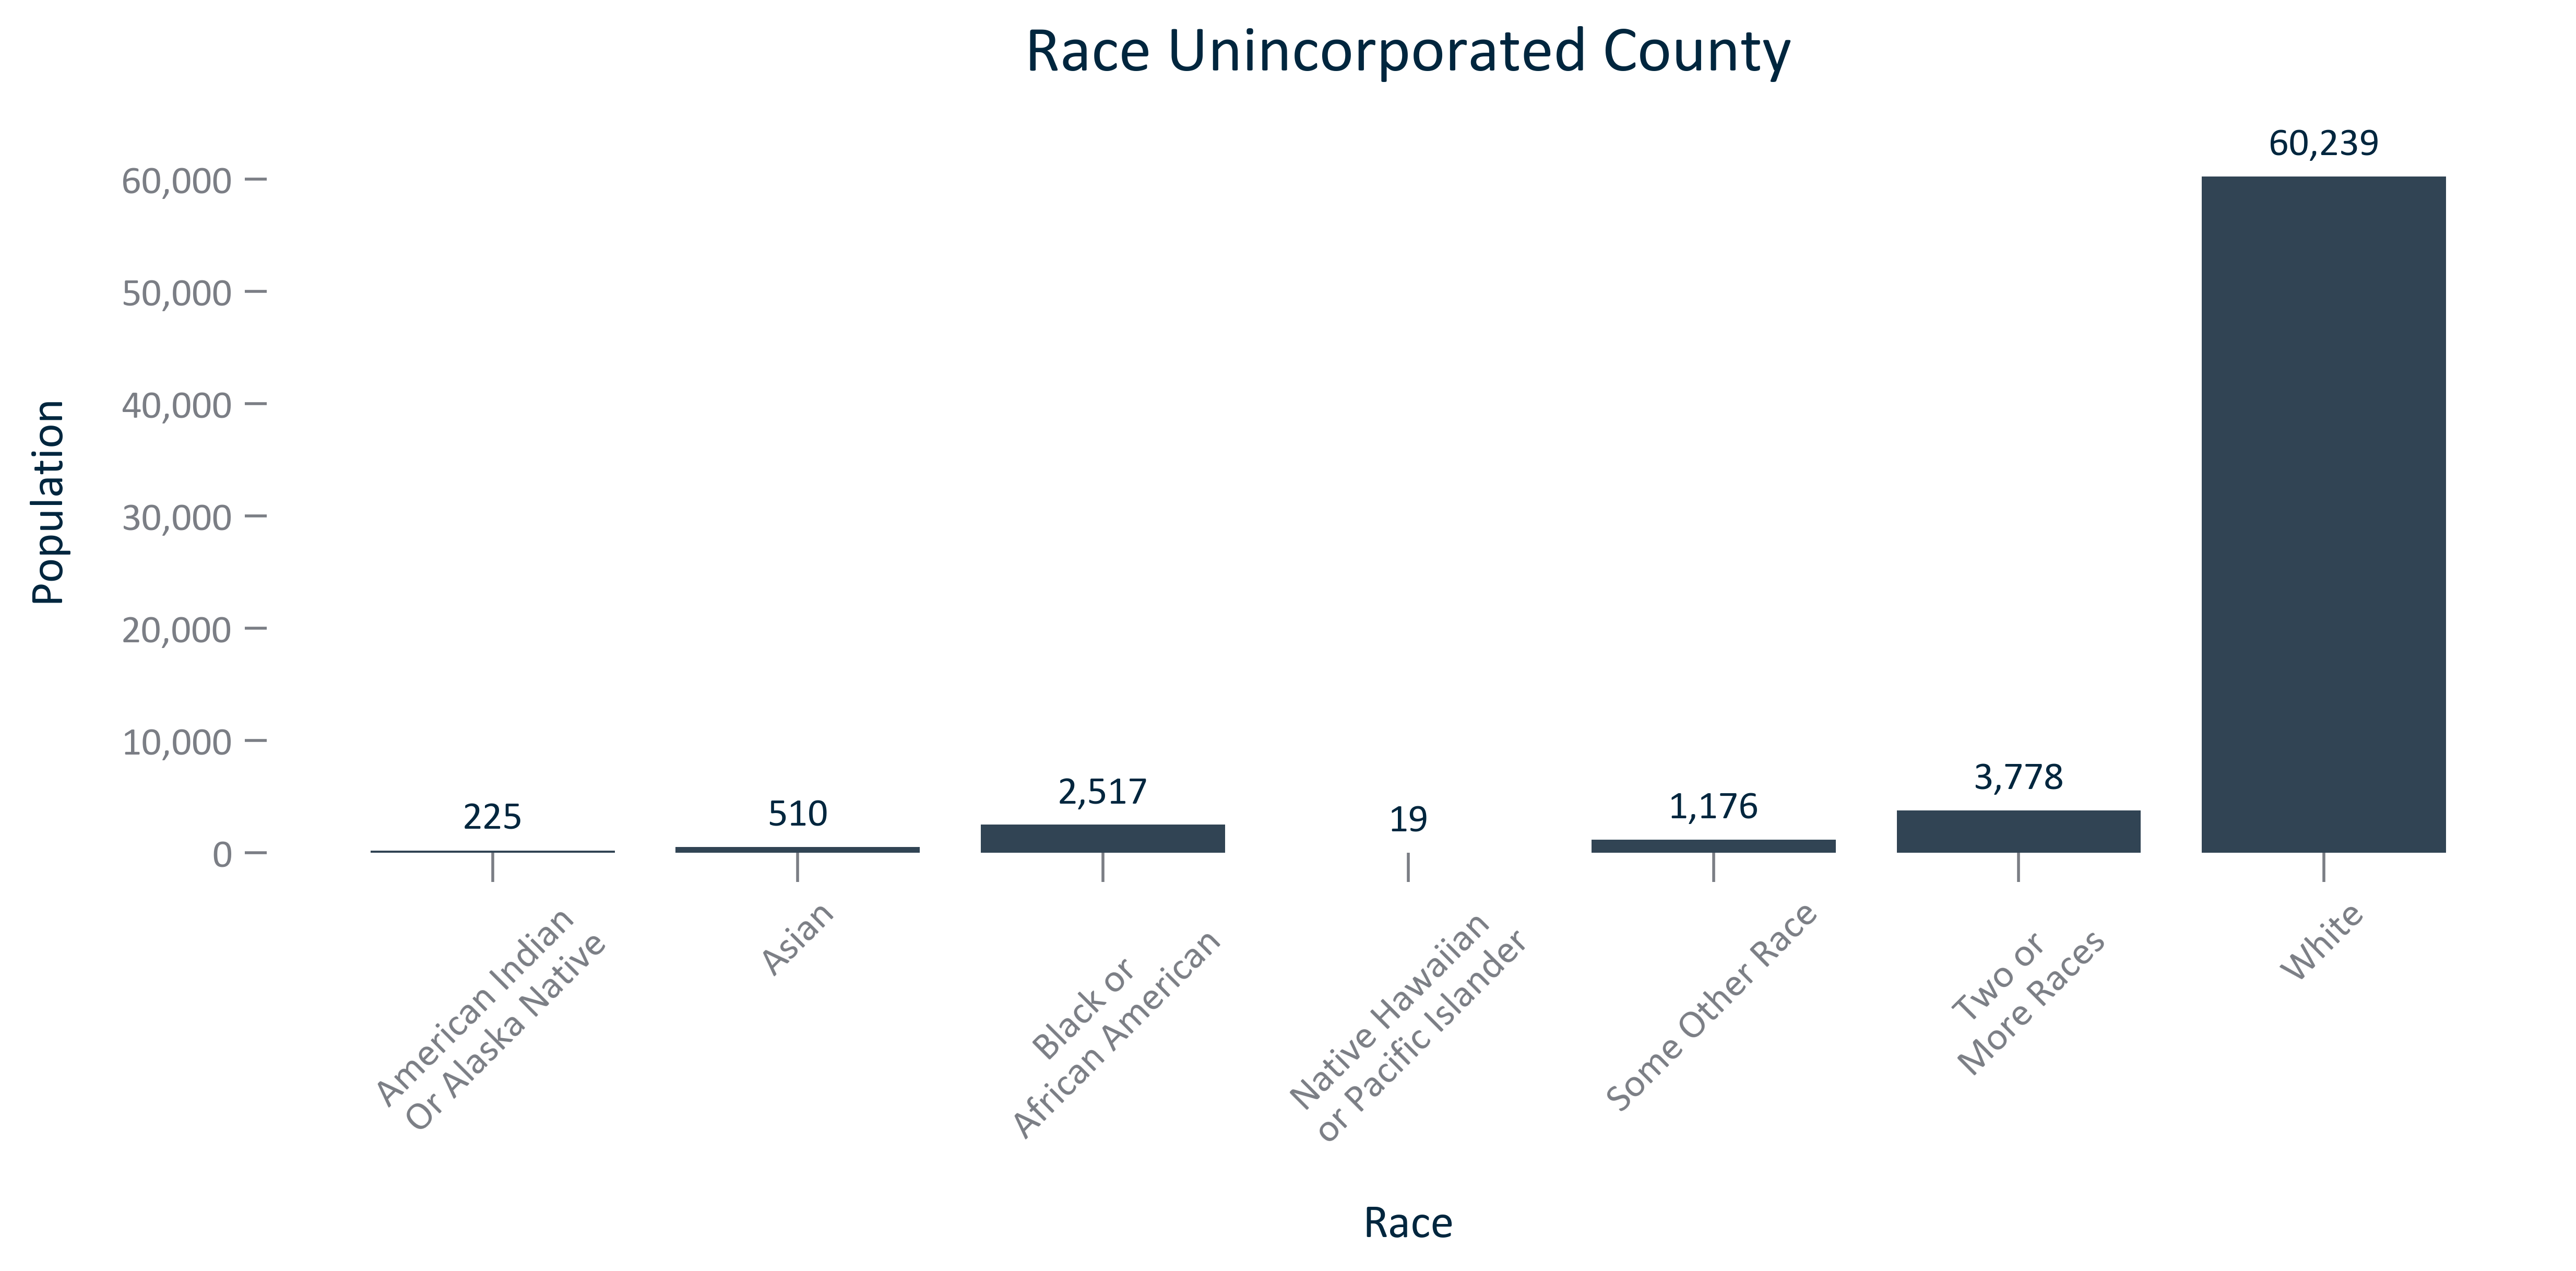 Race Unincorporated County
60,239
60,000
50,000
40,000
30,000
20,000
10,000
0
Population
225
510
2,517
19
1,176
3,778
American Indian
Or Alaska Native
Asian
Black or
African American
Native Hawaiian
or Pacific Islander
Some Other Race
Two or
More Races
White
Race